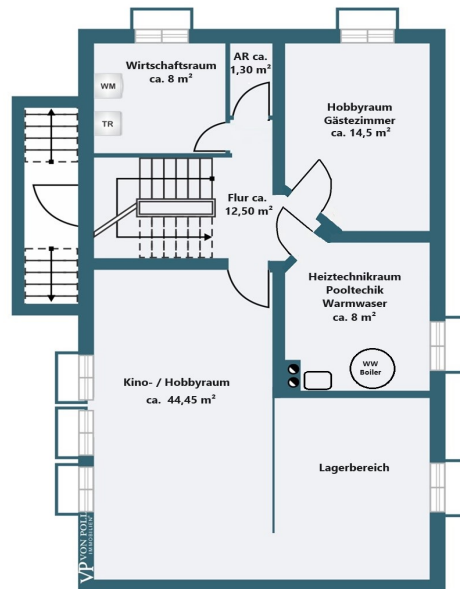 Wirtschaftsraum
ca. 8 m²
AR ca.
1,30 m²
WM
TR
Hobbyraum
Gästezimmer
ca. 14,5 m²
Flur ca.
12,50 m²
Heiztechnikraum
Pooltechik
Warmwaser
ca. 8 m²
WW
Boiler
Kino- / Hobbyraum
ca. 44,45 m²
Lagerbereich
VP VON POLL
IMMOBILIEN